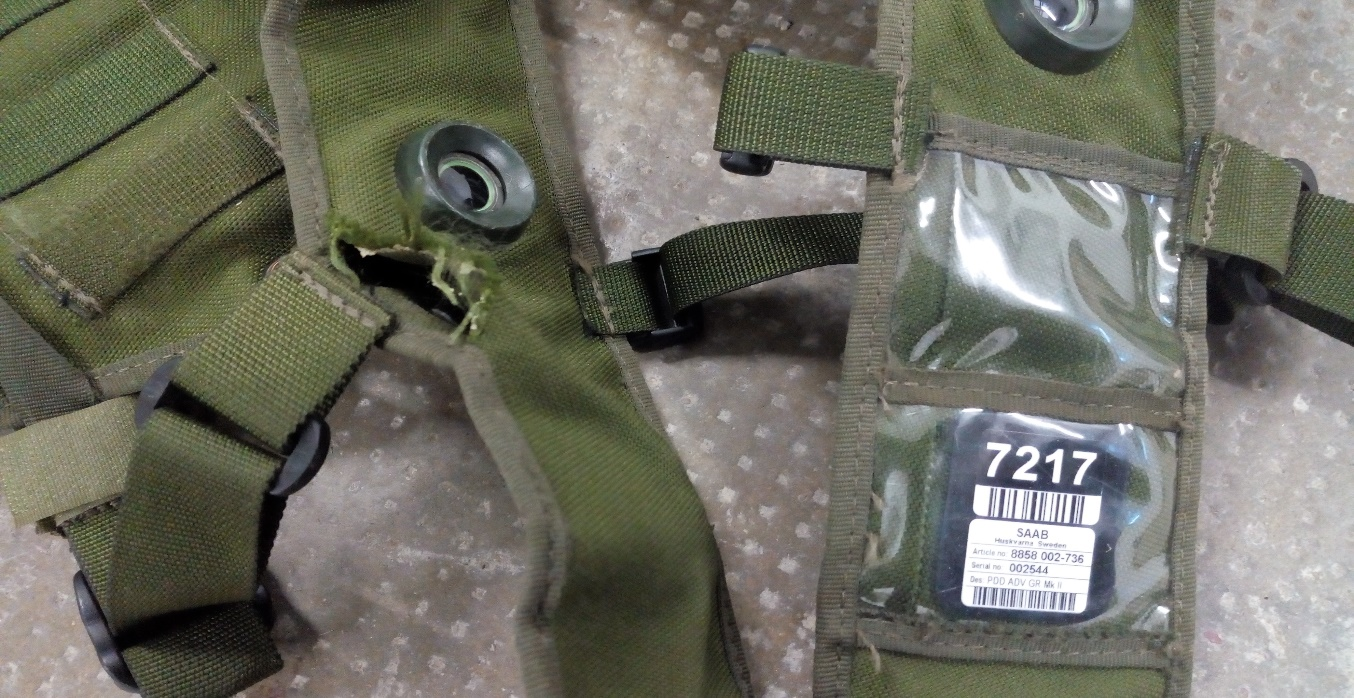 7217
SAAB
Huskvarna Sweden
Article no: 8858 002-736
Serial no: 002544
Des: PDD ADV GR Mk II